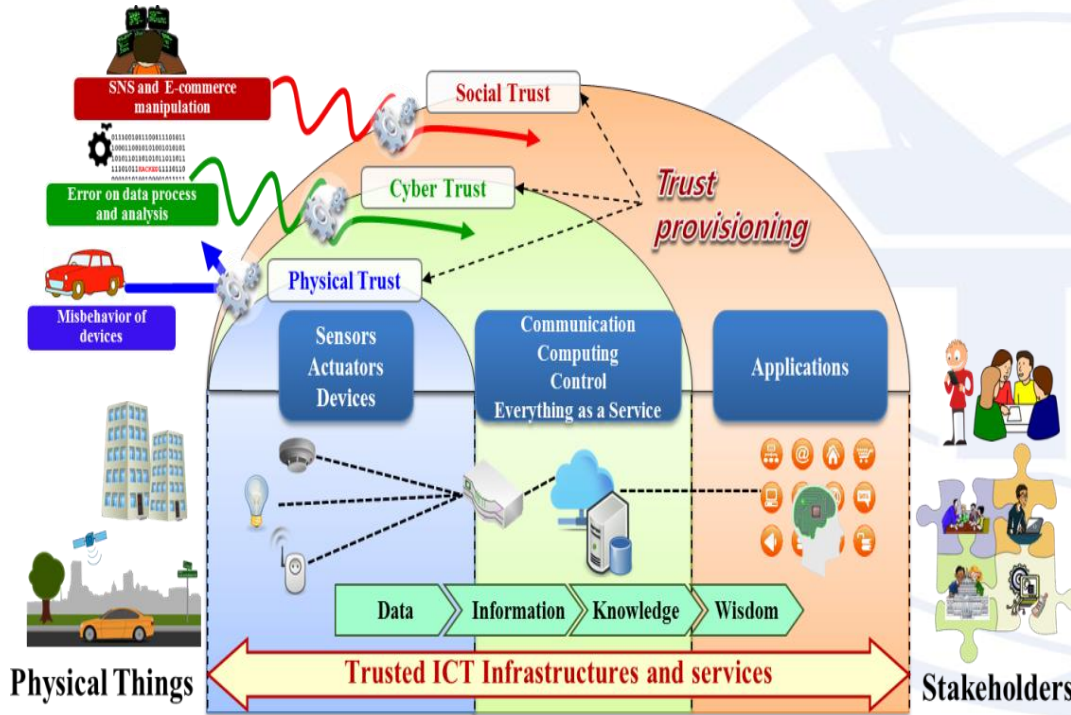 SNS and E-commerce
manipulation
Social Trust
HACKED
Error on data process
and analysis
Cyber Trust
Trust
provisioning
Physical Trust
Misbehavior of
devices
Sensors
Actuators
Devices
Communication
Computing
Control
Everything as a Service
Applications
Data
Information
Knowledge
Wisdom
Trusted ICT Infrastructures and services
Physical Things
Stakeholders